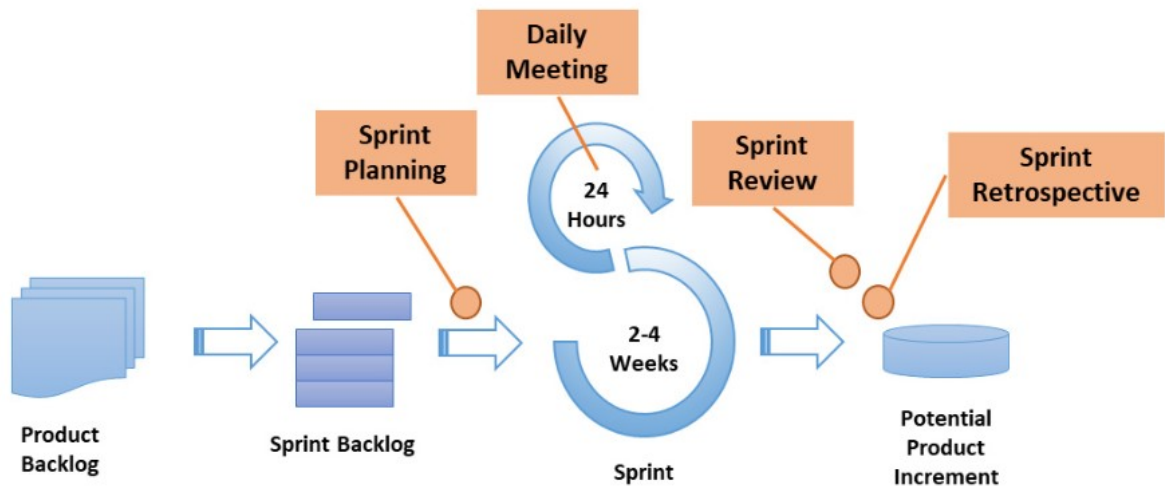 Daily
Meeting
Sprint
Planning
Sprint
Review
Sprint
Retrospective
24
Hours
2-4
Weeks
Product
Backlog
Sprint Backlog
Sprint
Potential
Product
Increment